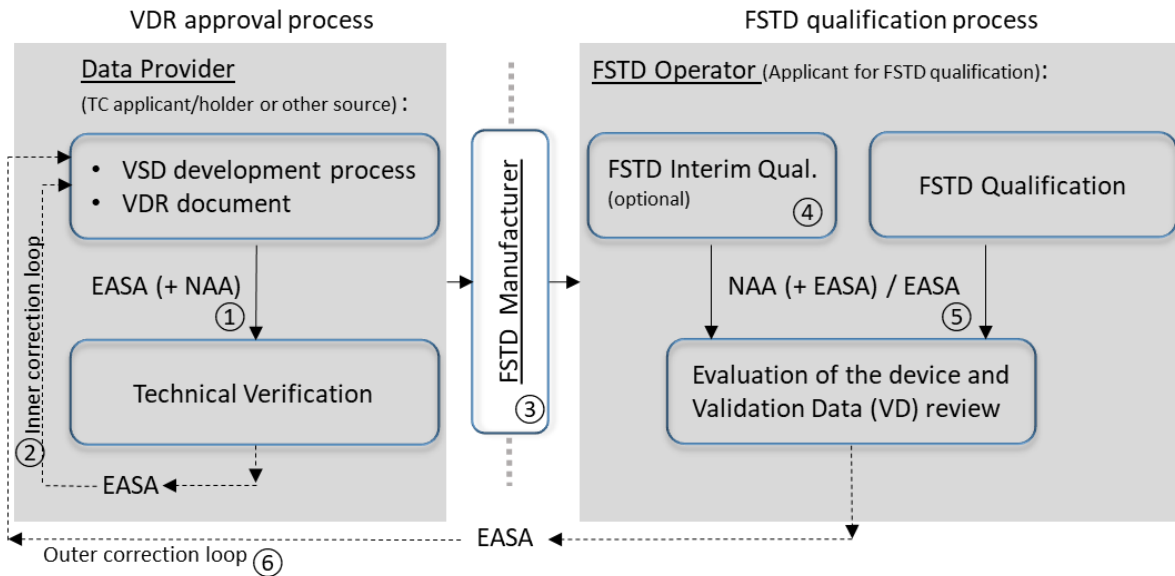 VDR approval process
FSTD qualification process
Data Provider
(TC applicant/holder or other source) :
• VSD development process
• VDR document
EASA (+ NAA)
①
Technical Verification
② Inner correction loop
EASA
FSTD Manufacturer
③
FSTD Operator (Applicant for FSTD qualification):
FSTD Interim Qual.
(optional)
④
FSTD Qualification
NAA (+ EASA) / EASA
⑤
Evaluation of the device and
Validation Data (VD) review
EASA
Outer correction loop ⑥